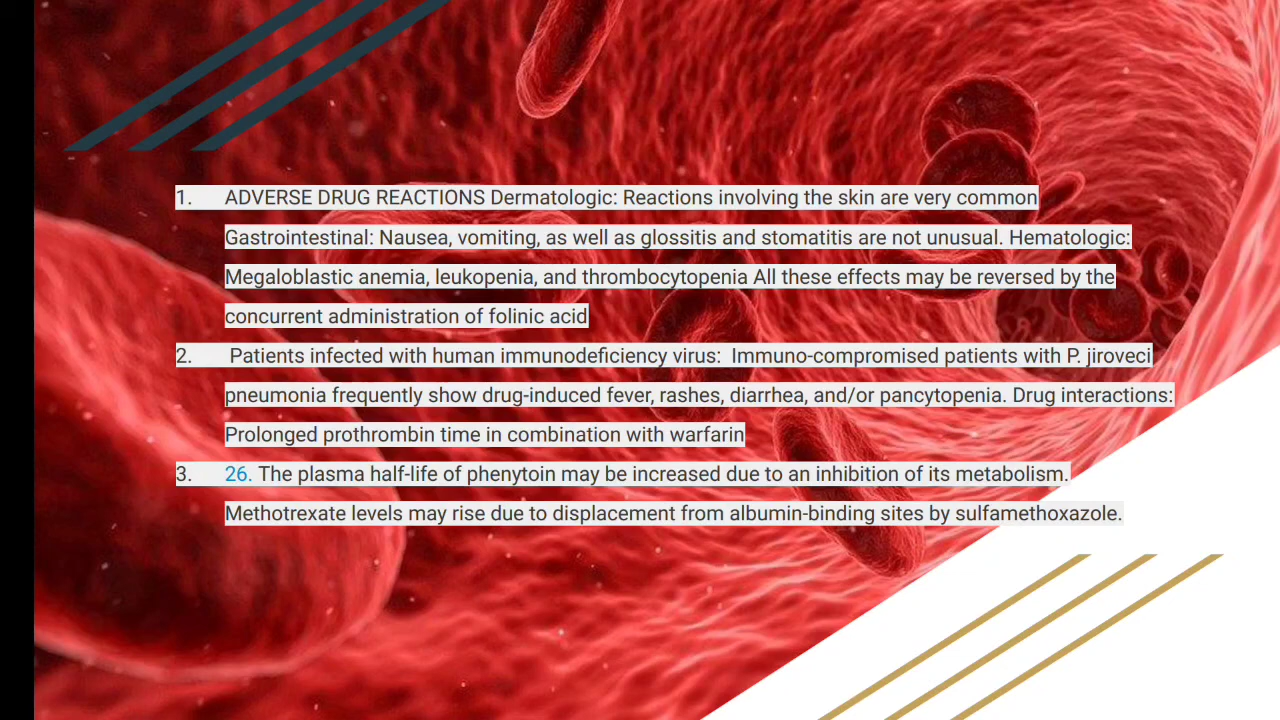 1. ADVERSE DRUG REACTIONS Dermatologic: Reactions involving the skin are very common
Gastrointestinal: Nausea, vomiting, as well as glossitis and stomatitis are not unusual. Hematologic:
Megaloblastic anemia, leukopenia, and thrombocytopenia All these effects may be reversed by the
concurrent administration of folinic acid
2. Patients infected with human immunodeficiency virus: Immuno-compromised patients with P. jiroveci
pneumonia frequently show drug-induced fever, rashes, diarrhea, and/or pancytopenia. Drug interactions:
Prolonged prothrombin time in combination with warfarin
3. 26. The plasma half-life of phenytoin may be increased due to an inhibition of its metabolism.
Methotrexate levels may rise due to displacement from albumin-binding sites by sulfamethoxazole.